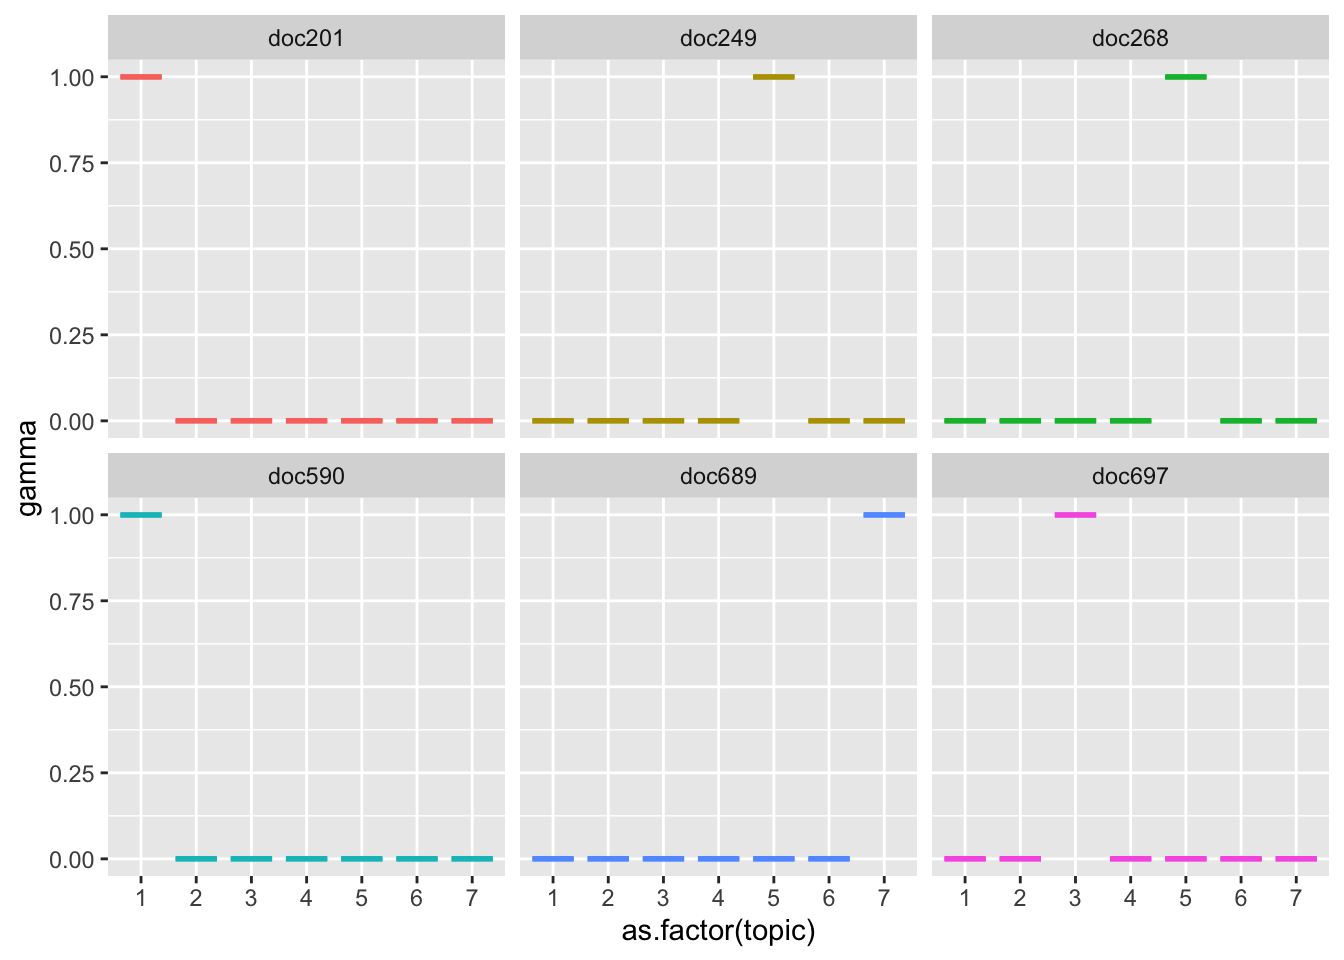 doc201 doc249 doc268
1.00
0.75
0.50
0.25
0.00
gamma
doc590 doc689 doc697
1.00
0.75
0.50
0.25
0.00
1 2 3 4 5 6 7 1 2 3 4 5 6 7 1 2 3 4 5 6 7
as.factor(topic)